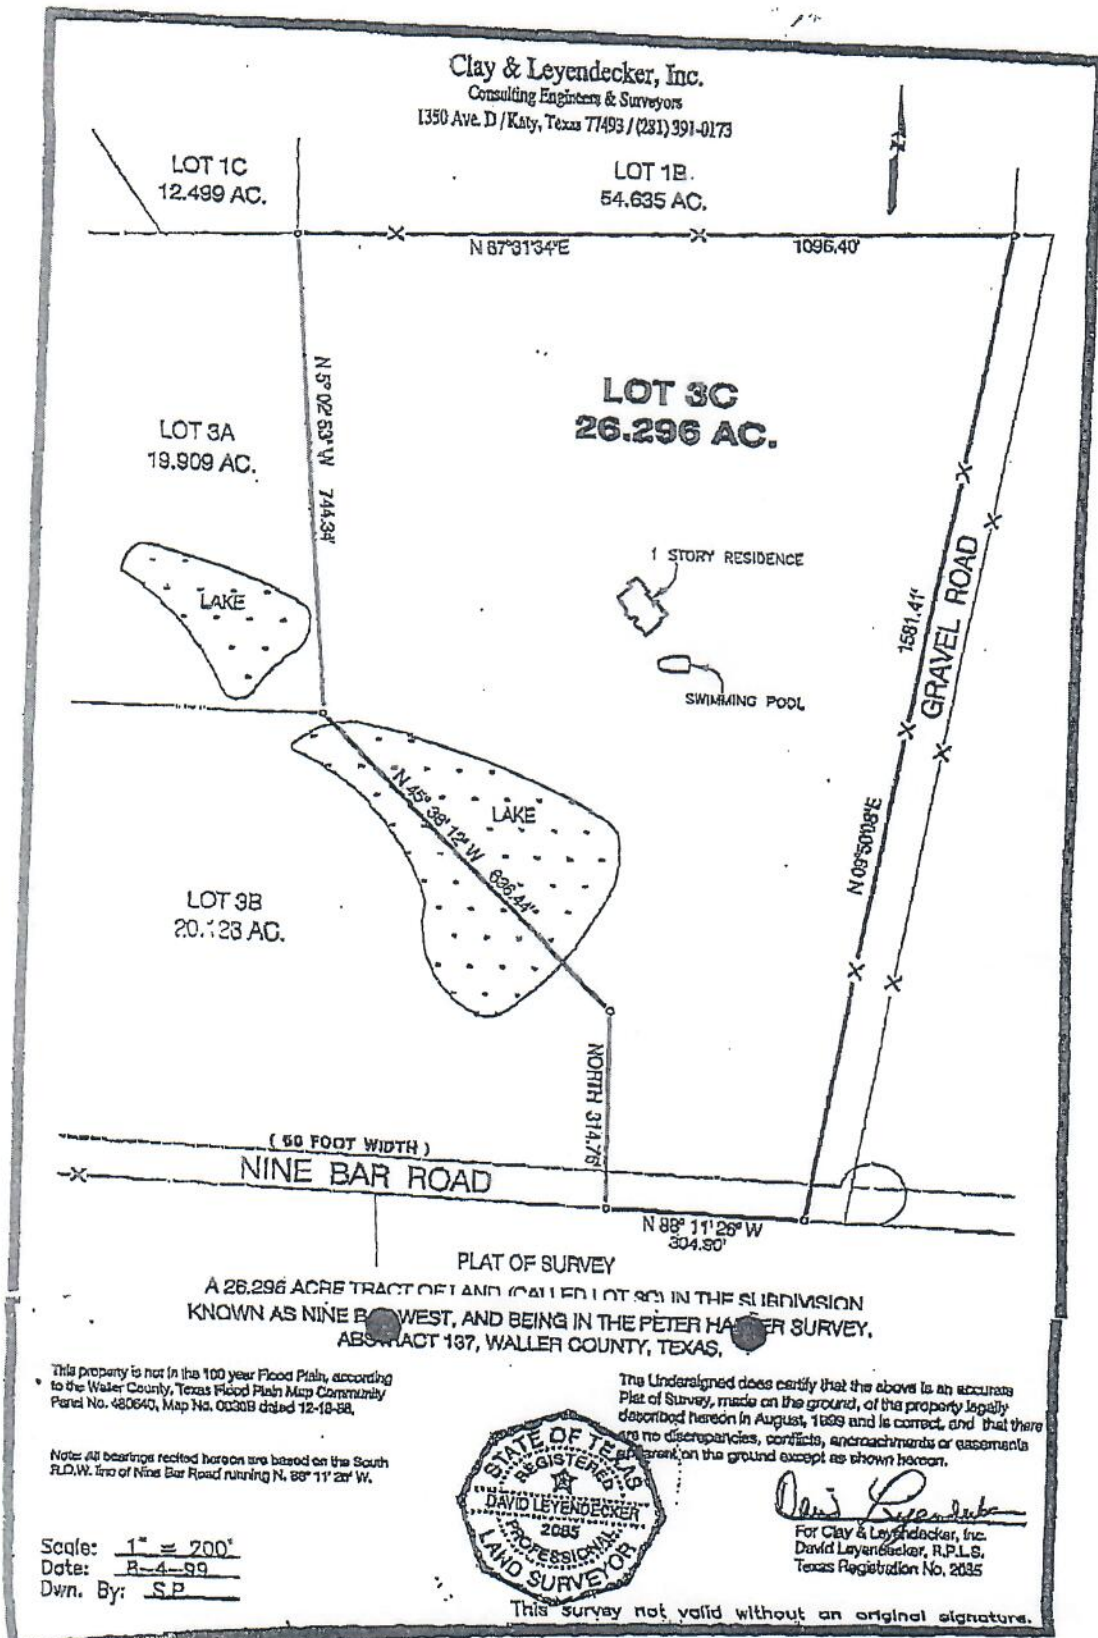 Clay & Leyendecker, Inc.
Consulting Engineers & Surveyors
1350 Ave. D / Katy, Texas 77493 / (281) 391-0173
LOT 1C
12.499 AC.
LOT 1B.
54.635 AC.
N 87°31'34"E
1096.40'
N 5° 02' 53" W 744.34'
LOT 3C
26.296 AC.
LOT 3A
19.909 AC.
1 STORY RESIDENCE
LAKE
SWIMMING POOL
1581.41'
GRAVEL ROAD
N 45° 38' 12" W 636.44'
LAKE
N 09°50'08"E
LOT 3B
20.123 AC.
NORTH 314.76'
( 60 FOOT WIDTH )
NINE BAR ROAD
N 88° 11' 26" W
304.80'
PLAT OF SURVEY
A 26.296 ACRE TRACT OF LAND (CALLED LOT 3C) IN THE SUBDIVISION
KNOWN AS NINE WEST, AND BEING IN THE PETER SURVEY,
ABSTRACT 137, WALLER COUNTY, TEXAS.
This property is not in the 100 year Flood Plain, according
to the Waller County, Texas Flood Plain Map Community
Panel No. 480640, Map No. dated 12-18-88.
Note: All bearings recited hereon are based on the South
R.O.W. line of Nine Bar Road running N. 88° 11' 26" W.
The Undersigned does certify that the above is an accurate
Plat of Survey, made on the ground, of the property legally
described hereon in August, 1999 and is correct, and that there
are no discrepancies, conflicts, encroachments or easements
apparent on the ground except as shown hereon.
STATE OF TEXAS
REGISTERED
DAVID LEYENDECKER
2085
PROFESSIONAL
LAND SURVEYOR
David Leyendecker
For Clay & Leyendecker, Inc.
David Leyendecker, R.P.L.S.
Texas Registration No. 2085
Scale: 1" = 200'
Date: 8-4-99
Dwn. By: S.P.
This survey not valid without an original signature.